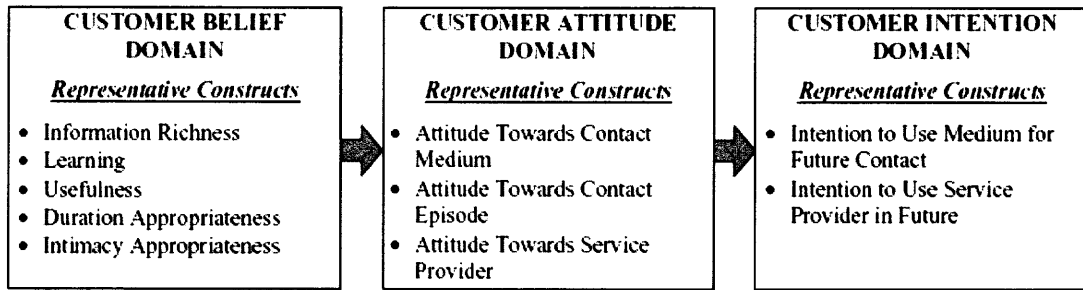 CUSTOMER BELIEF
DOMAIN
Representative Constructs
• Information Richness
• Learning
• Usefulness
• Duration Appropriateness
• Intimacy Appropriateness
CUSTOMER ATTITUDE
DOMAIN
Representative Constructs
• Attitude Towards Contact
Medium
• Attitude Towards Contact
Episode
• Attitude Towards Service
Provider
CUSTOMER INTENTION
DOMAIN
Representative Constructs
• Intention to Use Medium for
Future Contact
• Intention to Use Service
Provider in Future